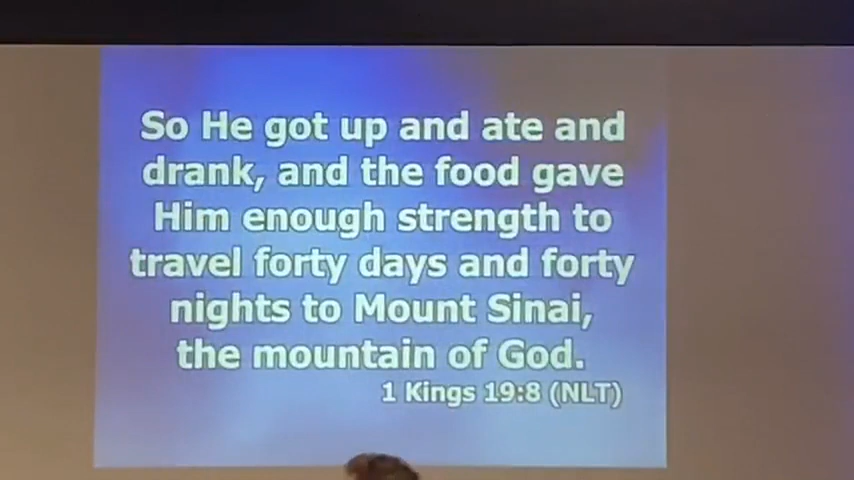 So He got up and ate and
drank, and the food gave
Him enough strength to
travel forty days and forty
nights to Mount Sinai,
the mountain of God.
1 Kings 19:8 (NLT)